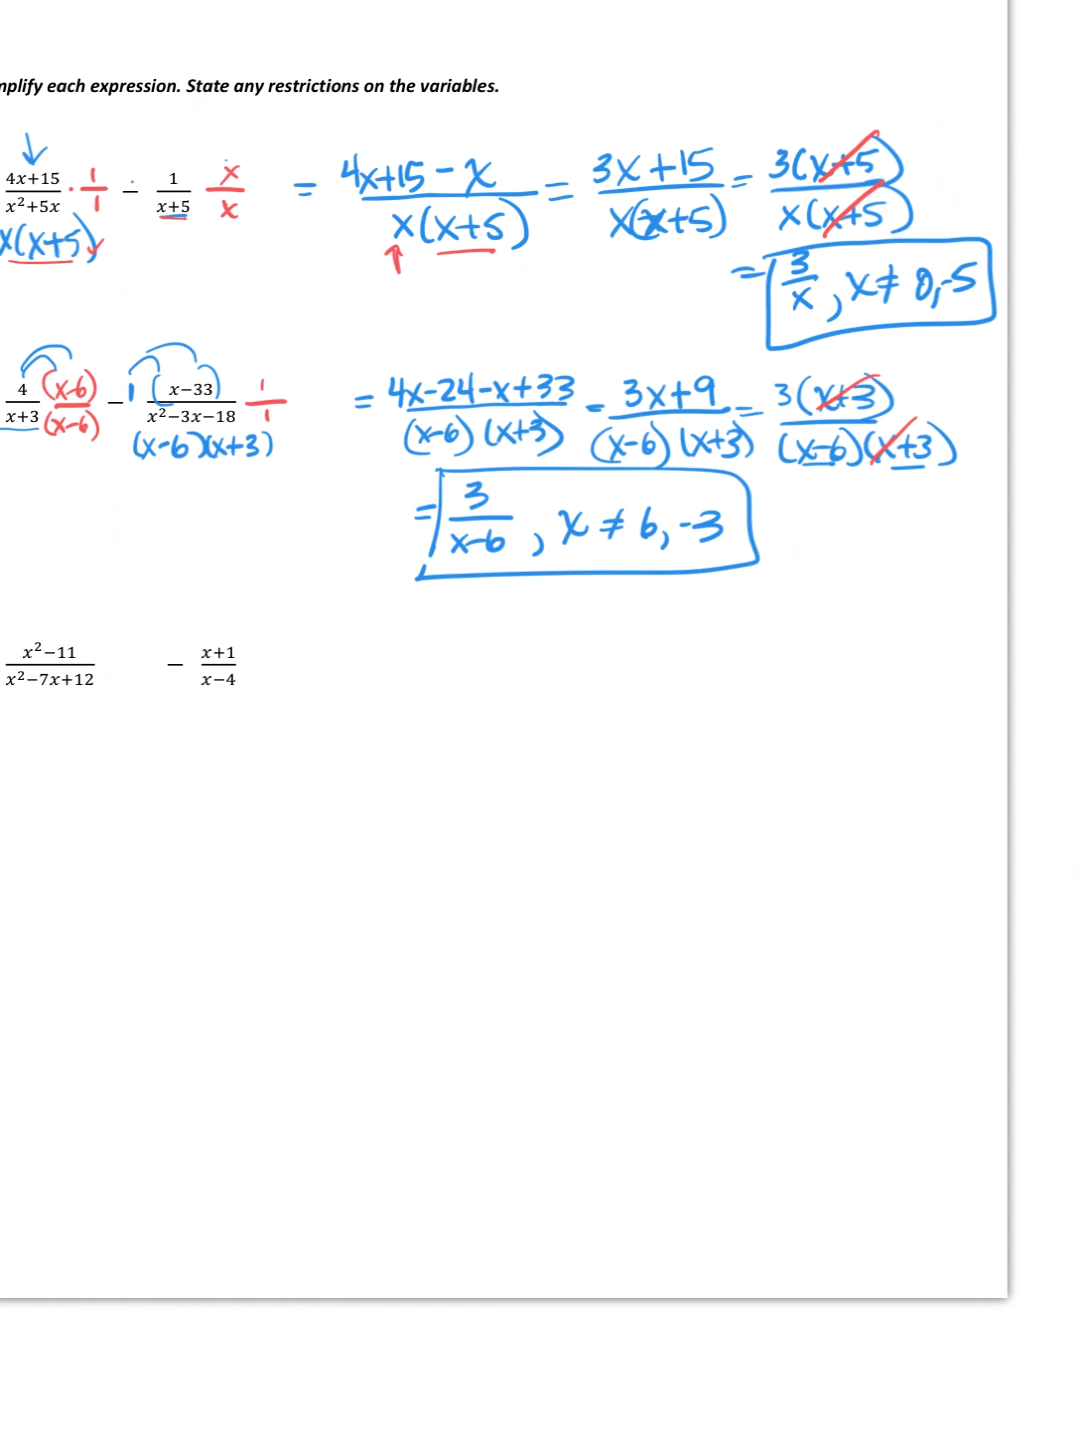 mplify each expression. State any restrictions on the variables.
4x+15/x²+5x · 1/1 − 1/x+5 x/x = 4x+15−x/x(x+5) = 3x+15/x(x+5) = 3(x+5)/x(x+5)
x(x+5)
= 3/x, x≠0,-5
4/x+3 (x-6)/(x-6) − 1 (x−33)/x²−3x−18 1/1 = 4x-24-x+33/(x-6)(x+3) = 3x+9/(x-6)(x+3) = 3(x+3)/(x-6)(x+3)
(x-6)(x+3)
= 3/x-6, x≠6,-3
x²−11/x²−7x+12 − x+1/x−4